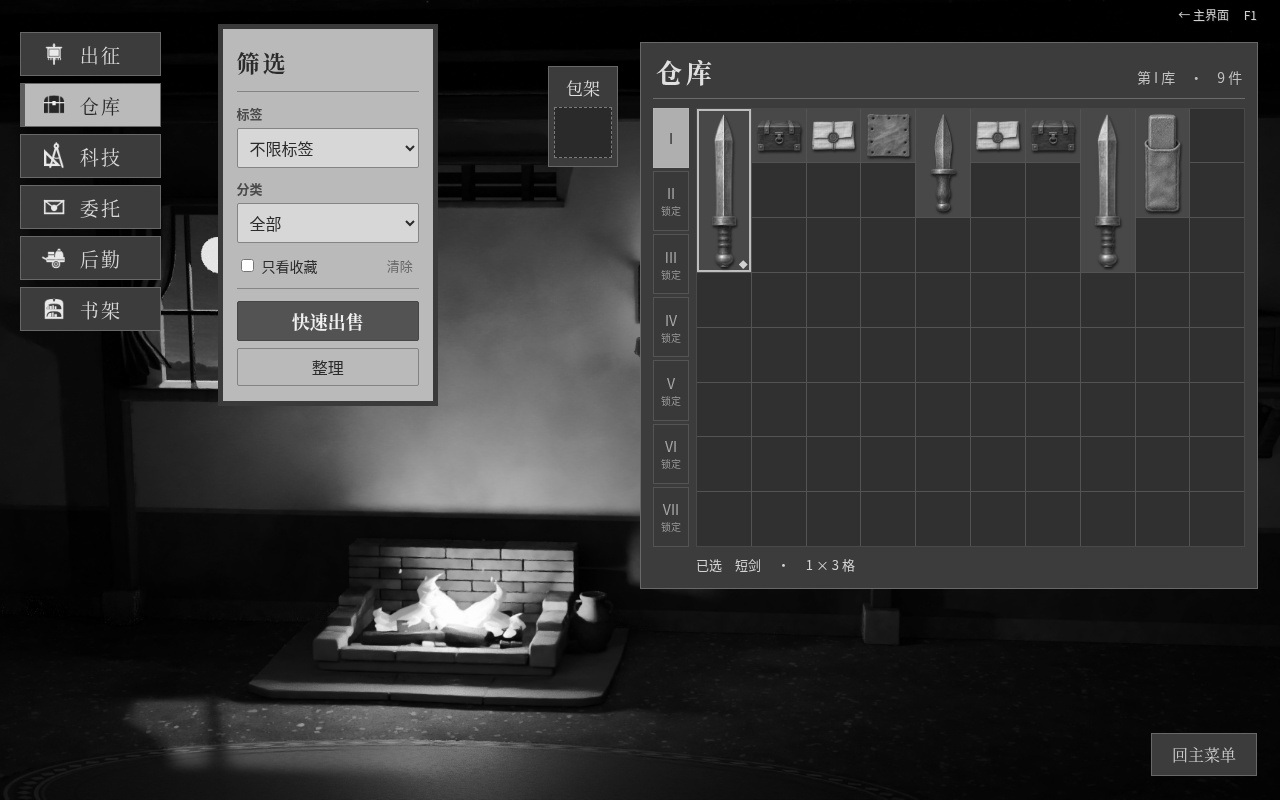 ← 主界面 F1
出征
仓库
科技
委托
后勤
书架
筛选
标签
不限标签
分类
全部
只看收藏 清除
快速出售
整理
包架
仓库
第 I 库 · 9 件
I
II
锁定
III
锁定
IV
锁定
V
锁定
VI
锁定
VII
锁定
已选 短剑 · 1 × 3 格
回主菜单